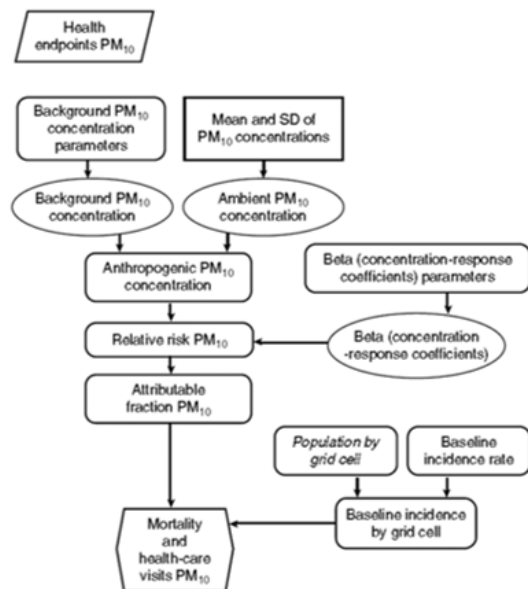 Health
endpoints PM₁₀
Background PM₁₀
concentration
parameters
Mean and SD of
PM₁₀ concentrations
Background PM₁₀
concentration
Ambient PM₁₀
concentration
Anthropogenic PM₁₀
concentration
Beta (concentration-response
coefficients) parameters
Relative risk PM₁₀
Beta (concentration
-response coefficients)
Attributable
fraction PM₁₀
Population by
grid cell
Baseline
incidence rate
Mortality
and
health-care
visits PM₁₀
Baseline incidence
by grid cell